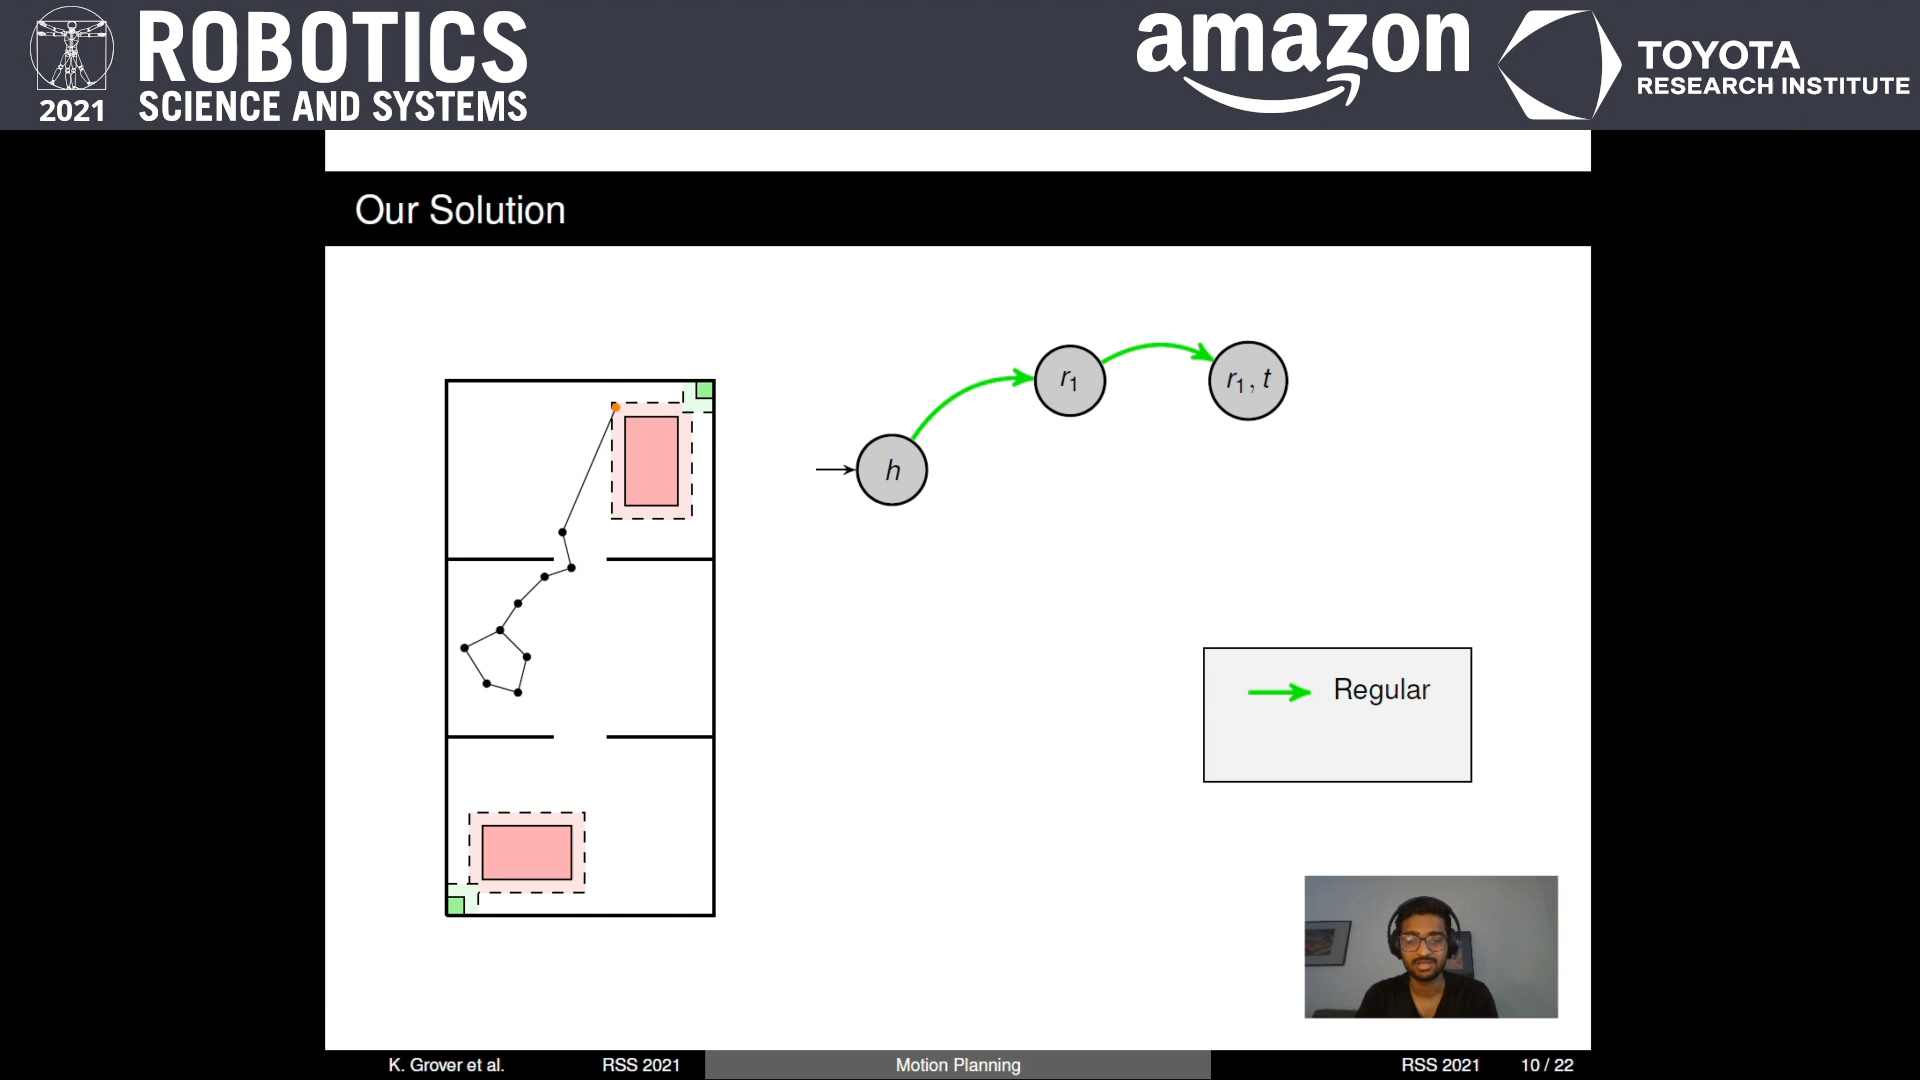 ROBOTICS
SCIENCE AND SYSTEMS
2021
amazon
TOYOTA
RESEARCH INSTITUTE
Our Solution
r₁
r₁, t
h
Regular
K. Grover et al.
RSS 2021
Motion Planning
RSS 2021
10 / 22